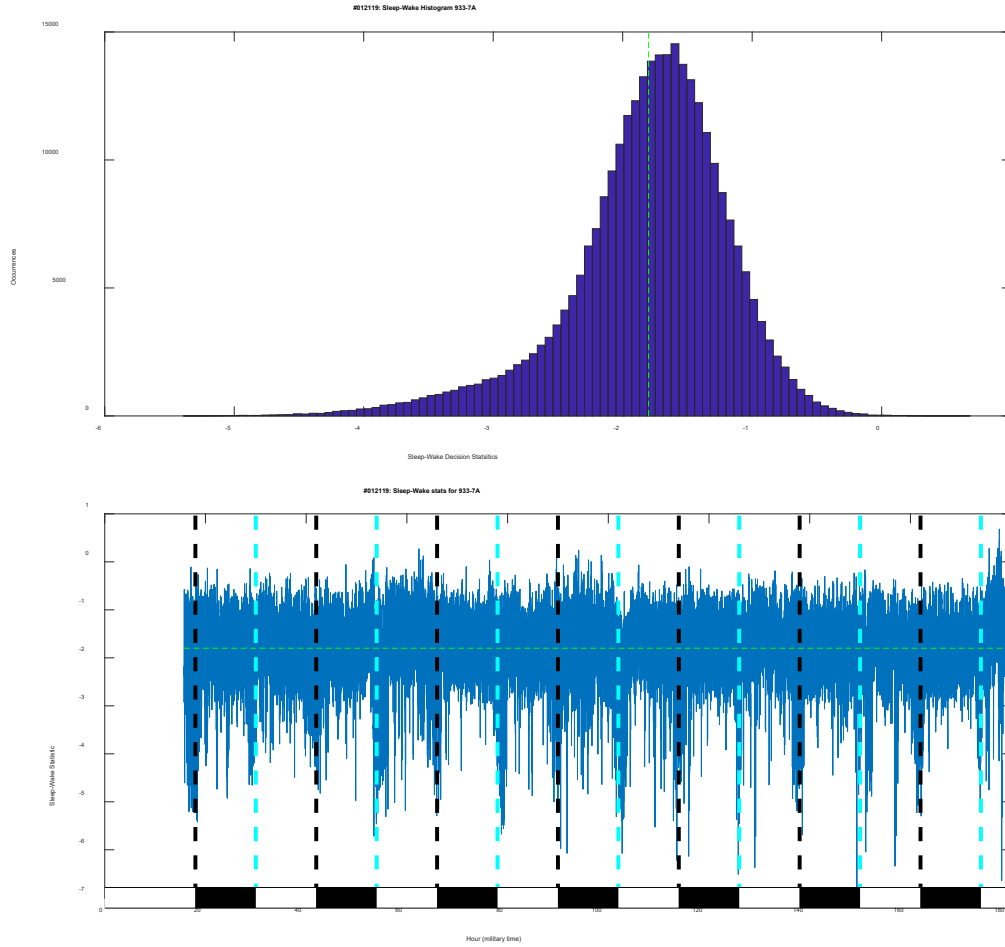 #012119: Sleep-Wake Histogram 933-7A
15000
10000
5000
0
Occurrences
-6 -5 -4 -3 -2 -1 0
Sleep-Wake Decision Statsitics
#012119: Sleep-Wake stats for 933-7A
1
0
-1
-2
-3
-4
-5
-6
-7
Sleep-Wake Statistic
0 20 40 60 80 100 120 140 160 180
Hour (military time)